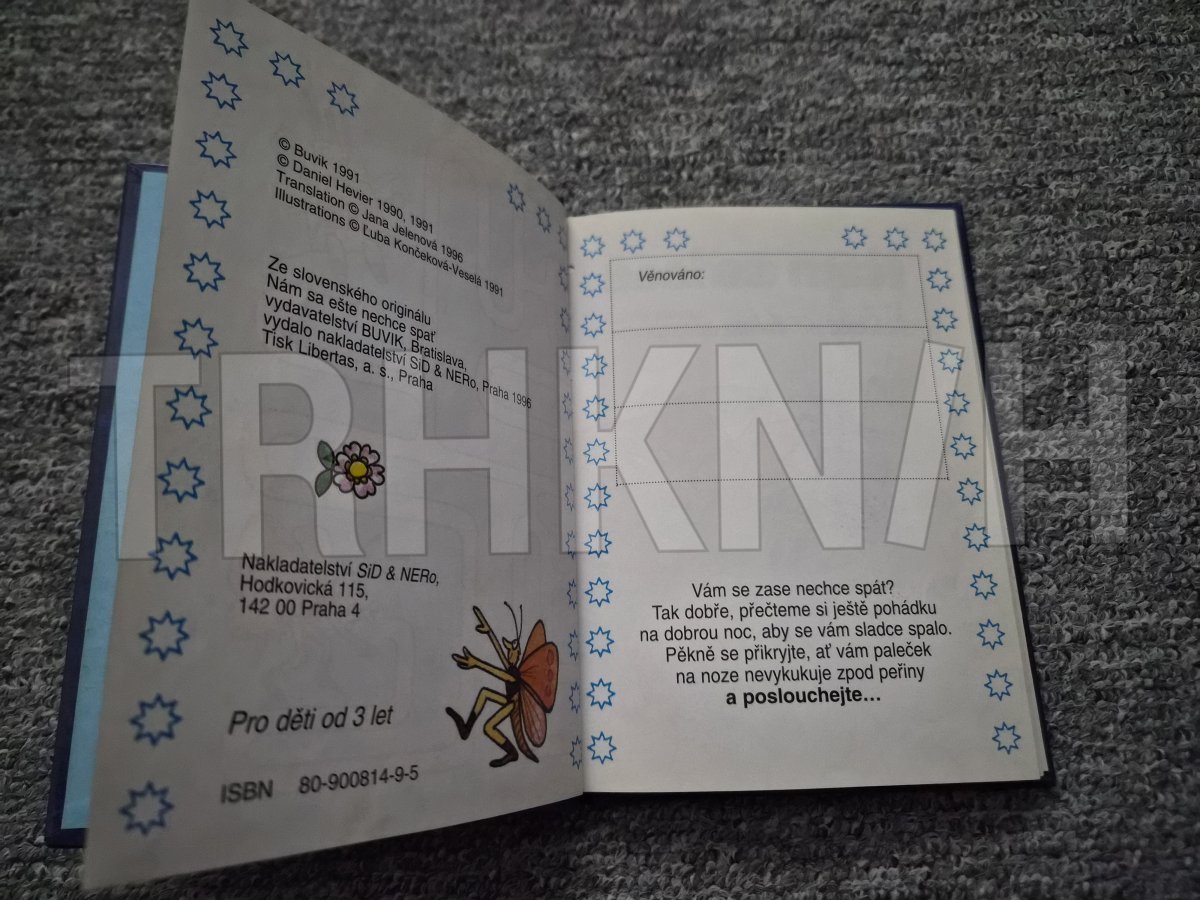 © Buvik 1991
© Daniel Hevier 1990, 1991
Translation © Jana Jelenová 1996
Illustrations © Ľuba Končeková-Veselá 1991
Ze slovenského originálu
Nám sa ešte nechce spať
vydavatelství BUVIK, Bratislava,
vydalo nakladatelství SiD & NERo, Praha 1996
Tisk Libertas, a. s., Praha
Nakladatelství SiD & NERo,
Hodkovická 115,
142 00 Praha 4
Pro děti od 3 let
ISBN 80-900814-9-5
Věnováno:
Vám se zase nechce spát?
Tak dobře, přečteme si ještě pohádku
na dobrou noc, aby se vám sladce spalo.
Pěkně se přikryjte, ať vám paleček
na noze nevykukuje zpod peřiny
a poslouchejte...
TRHKNIH